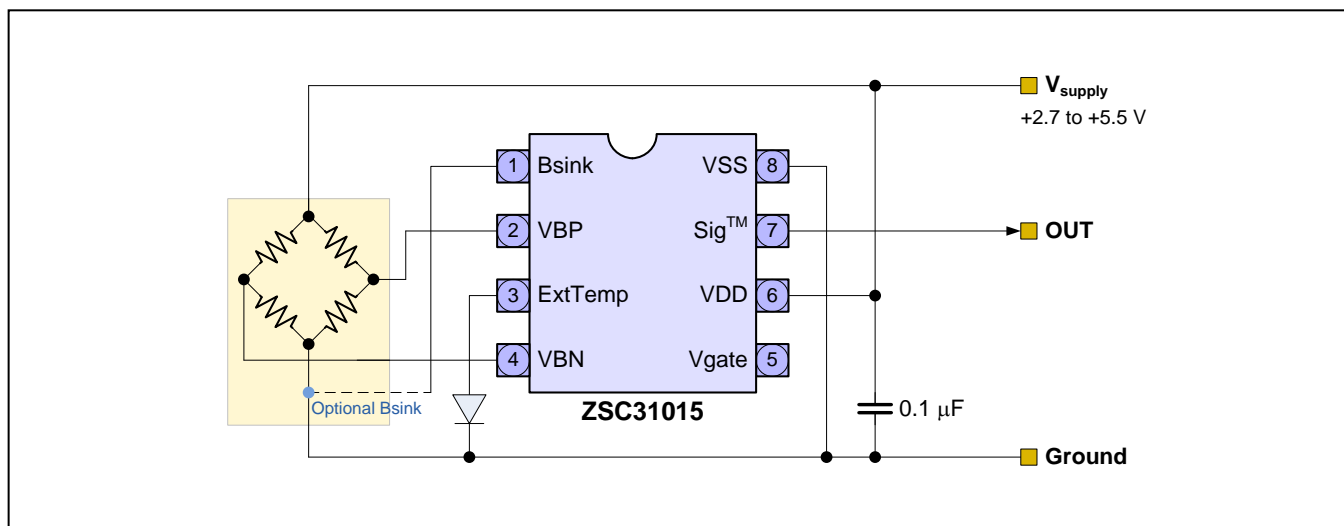 V_supply
+2.7 to +5.5 V
1 Bsink VSS 8
2 VBP Sig™ 7 OUT
3 ExtTemp VDD 6
4 VBN Vgate 5
Optional Bsink
ZSC31015
0.1 μF
Ground